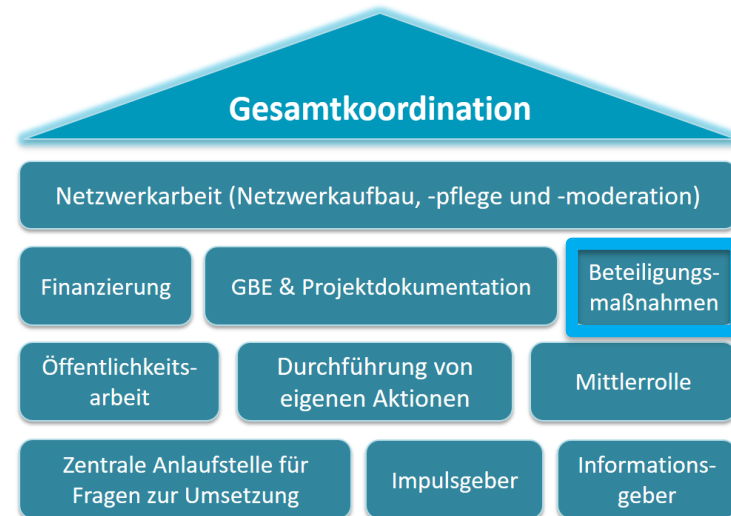 Gesamtkoordination
Netzwerkarbeit (Netzwerkaufbau, -pflege und -moderation)
Finanzierung
GBE & Projektdokumentation
Beteiligungs-
maßnahmen
Öffentlichkeits-
arbeit
Durchführung von
eigenen Aktionen
Mittlerrolle
Zentrale Anlaufstelle für
Fragen zur Umsetzung
Impulsgeber
Informations-
geber